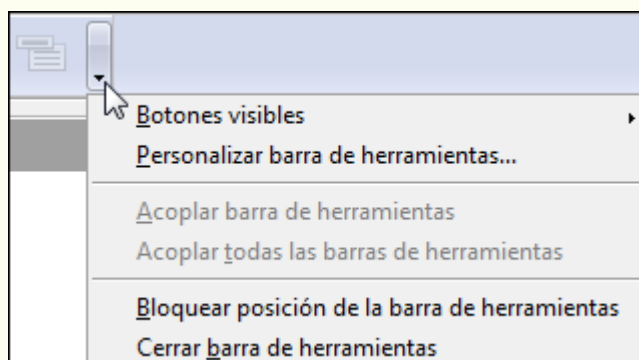 Botones visibles
Personalizar barra de herramientas...
Acoplar barra de herramientas
Acoplar todas las barras de herramientas
Bloquear posición de la barra de herramientas
Cerrar barra de herramientas